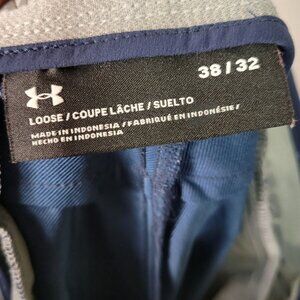 38 / 32
LOOSE / COUPE LÂCHE / SUELTO
MADE IN INDONESIA / FABRIQUÉ EN INDONÉSIE /
HECHO EN INDONESIA